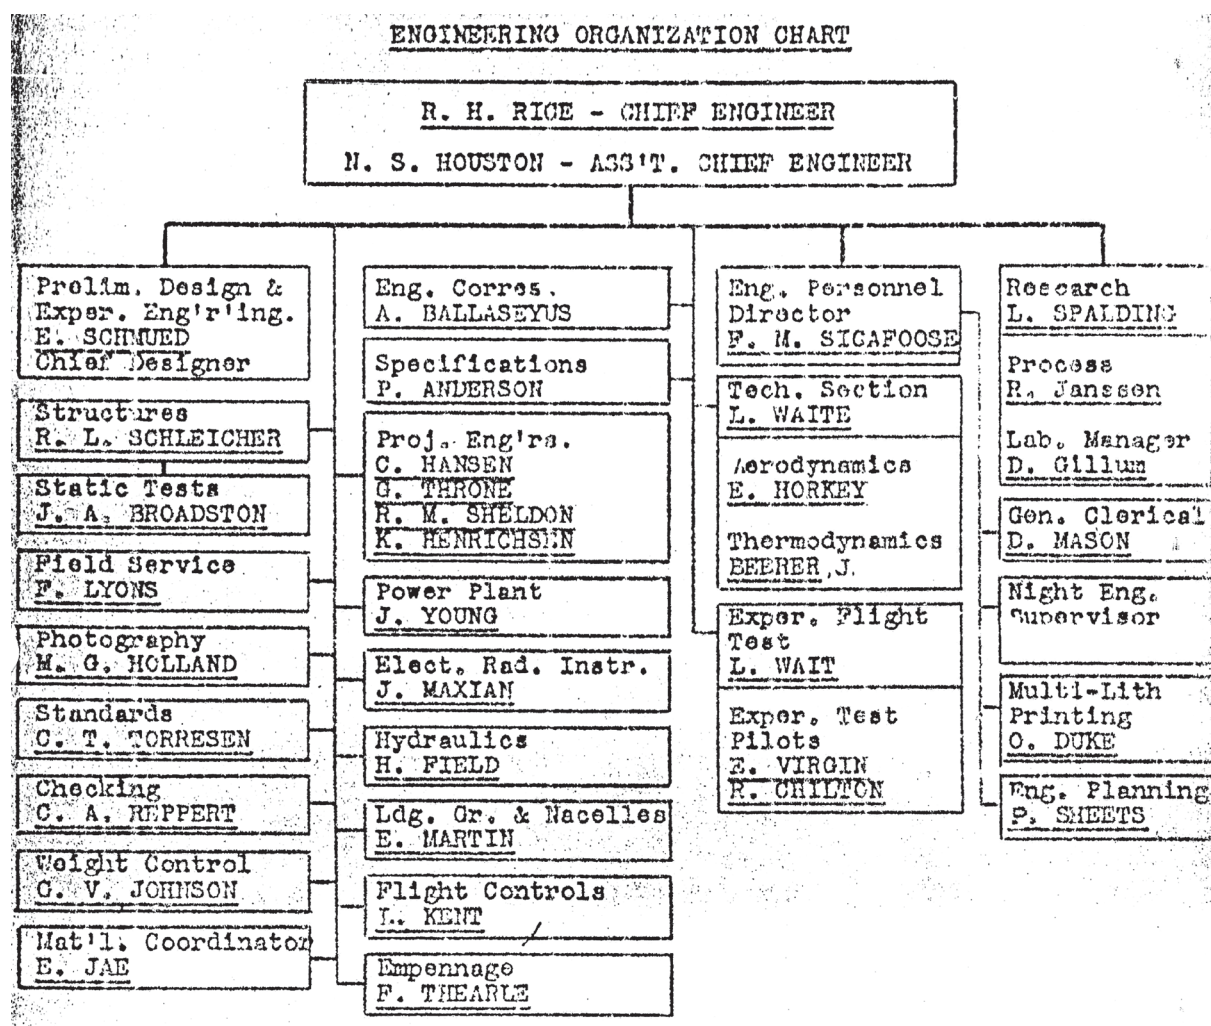 ENGINEERING ORGANIZATION CHART
R. H. RICE - CHIEF ENGINEER
N. S. HOUSTON - ASS'T. CHIEF ENGINEER
Prelim. Design &
Exper. Eng'r'ing.
E. SCHMUED
Chief Designer
Structures
R. L. SCHLEICHER
Static Tests
J. A. BROADSTON
Field Service
F. LYONS
Photography
M. G. HOLLAND
Standards
C. T. TORRESEN
Checking
C. A. REPPERT
Weight Control
G. V. JOHNSON
Mat'l. Coordinator
E. JAE
Eng. Corres.
A. BALLASEYUS
Specifications
P. ANDERSON
Proj. Eng'rs.
C. HANSEN
G. THRONE
R. M. SHELDON
K. HENRICHSEN
Power Plant
J. YOUNG
Elect. Rad. Instr.
J. MAXIAN
Hydraulics
H. FIELD
Ldg. Gr. & Nacelles
E. MARTIN
Flight Controls
L. KENT
Empennage
F. THEARLE
Eng. Personnel
Director
F. M. SICAFOOSE
Tech. Section
L. WAITE
Aerodynamics
E. HORKEY
Thermodynamics
BEERER, J.
Exper. Flight
Test
L. WAIT
Exper. Test
Pilots
E. VIRGIN
R. CHILTON
Research
L. SPALDING
Process
R. Janssen
Lab. Manager
D. Gillum
Gen. Clerical
D. MASON
Night Eng.
Supervisor
Multi-Lith
Printing
O. DUKE
Eng. Planning
P. SHEETS